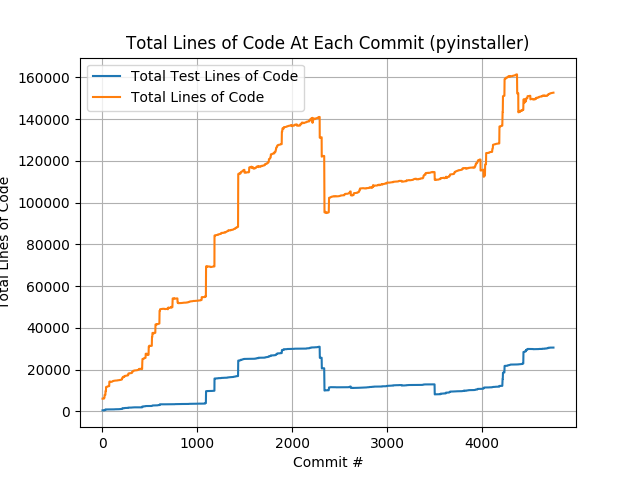 Total Lines of Code At Each Commit (pyinstaller)
Total Test Lines of Code
Total Lines of Code
160000
140000
120000
100000
80000
60000
40000
20000
0
Total Lines of Code
0 1000 2000 3000 4000
Commit #